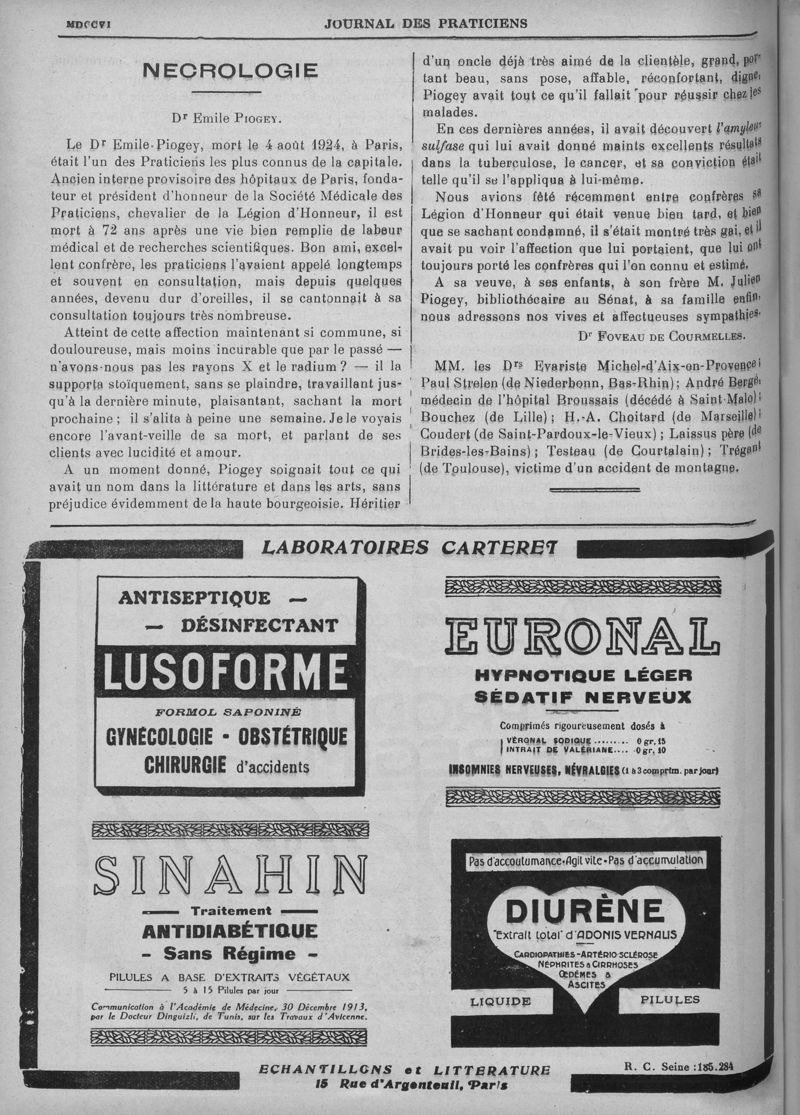 MDCCVI
JOURNAL DES PRATICIENS
NECROLOGIE
Dr Emile Piogey.
Le Dr Emile-Piogey, mort le 4 août 1924, à Paris,
était l'un des Praticiens les plus connus de la capitale.
Ancien interne provisoire des hôpitaux de Paris, fonda-
teur et président d'honneur de la Société Médicale des
Praticiens, chevalier de la Légion d'Honneur, il est
mort à 72 ans après une vie bien remplie de labeur
médical et de recherches scientifiques. Bon ami, excel-
lent confrère, les praticiens l'avaient appelé longtemps
et souvent en consultation, mais depuis quelques
années, devenu dur d'oreilles, il se cantonnait à sa
consultation toujours très nombreuse.
Atteint de cette affection maintenant si commune, si
douloureuse, mais moins incurable que par le passé —
n'avons-nous pas les rayons X et le radium ? — il la
supporta stoïquement, sans se plaindre, travaillant jus-
qu'à la dernière minute, plaisantant, sachant la mort
prochaine ; il s'alita à peine une semaine. Je le voyais
encore l'avant-veille de sa mort, et parlant de ses
clients avec lucidité et amour.
A un moment donné, Piogey soignait tout ce qui
avait un nom dans la littérature et dans les arts, sans
préjudice évidemment de la haute bourgeoisie. Héritier
d'un oncle déjà très aimé de la clientèle, grand, por-
tant beau, sans pose, affable, réconfortant, digne,
Piogey avait tout ce qu'il fallait pour réussir chez les
malades.
En ces dernières années, il avait découvert l'amyleur
sulfase qui lui avait donné maints excellents résultats
dans la tuberculose, le cancer, et sa conviction était
telle qu'il se l'appliqua à lui-même.
Nous avions fêté récemment entre confrères sa
Légion d'Honneur qui était venue bien tard, et bien
que se sachant condamné, il s'était montré très gai, et il
avait pu voir l'affection que lui portaient, que lui ont
toujours porté les confrères qui l'on connu et estimé.
A sa veuve, à ses enfants, à son frère M. Julien
Piogey, bibliothécaire au Sénat, à sa famille enfin,
nous adressons nos vives et affectueuses sympathies.
Dr Foveau de Courmelles.
MM. les Drs Evariste Michel-d'Aix-en-Provence ;
Paul Strelen (de Niederbonn, Bas-Rhin) ; André Bergé,
médecin de l'hôpital Broussais (décédé à Saint-Malo) ;
Bouchez (de Lille) ; H.-A. Choitard (de Marseille) ;
Coudert (de Saint-Pardoux-le-Vieux) ; Laissus père (de
Brides-les-Bains) ; Testeau (de Courtalain) ; Trégant
(de Toulouse), victime d'un accident de montagne.
LABORATOIRES CARTERET
ANTISEPTIQUE —
— DÉSINFECTANT
LUSOFORME
FORMOL SAPONINÉ
GYNÉCOLOGIE - OBSTÉTRIQUE
CHIRURGIE d'accidents
EURONAL
HYPNOTIQUE LÉGER
SÉDATIF NERVEUX
Comprimés rigoureusement dosés à
VÉRONAL SODIQUE......... 0 gr. 15
INTRAIT DE VALÉRIANE.... 0 gr. 10
INSOMNIES NERVEUSES, NÉVRALGIES (1 à 3 comprim. par jour)
SINAHIN
Traitement
ANTIDIABÉTIQUE
- Sans Régime -
PILULES A BASE D'EXTRAITS VÉGÉTAUX
5 à 15 Pilules par jour
Communication à l'Académie de Médecine, 30 Décembre 1913,
par le Docteur Dinguizli, de Tunis, sur les Travaux d'Avicenne.
Pas d'accoutumance • Agit vite • Pas d'accumulation
DIURÈNE
"Extrait total" d'ADONIS VERNALIS
CARDIOPATHIES - ARTÉRIO-SCLÉROSE
NÉPHRITES & CIRRHOSES
ŒDÈMES &
ASCITES
LIQUIDE
PILULES
ECHANTILLONS et LITTERATURE
15 Rue d'Argenteuil, Paris
R. C. Seine : 185.284